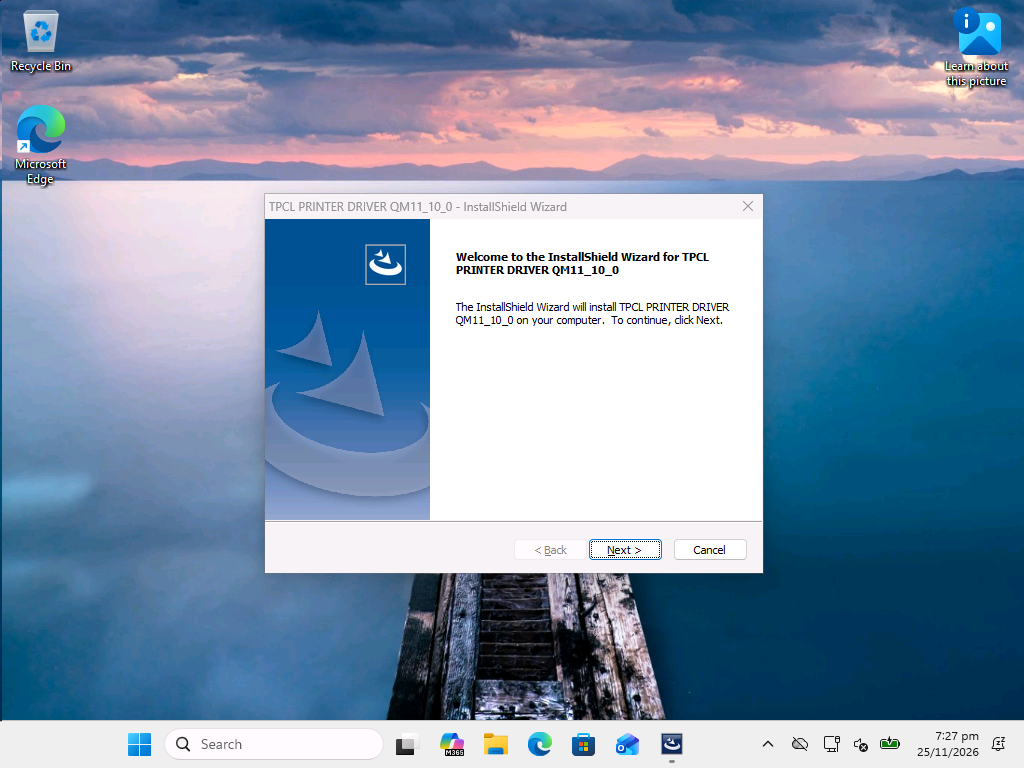 Recycle Bin
Learn about
this picture
Microsoft
Edge
TPCL PRINTER DRIVER QM11_10_0 - InstallShield Wizard
Welcome to the InstallShield Wizard for TPCL
PRINTER DRIVER QM11_10_0
The InstallShield Wizard will install TPCL PRINTER DRIVER
QM11_10_0 on your computer.  To continue, click Next.
< Back
Next >
Cancel
Search
M365
7:27 pm
25/11/2026